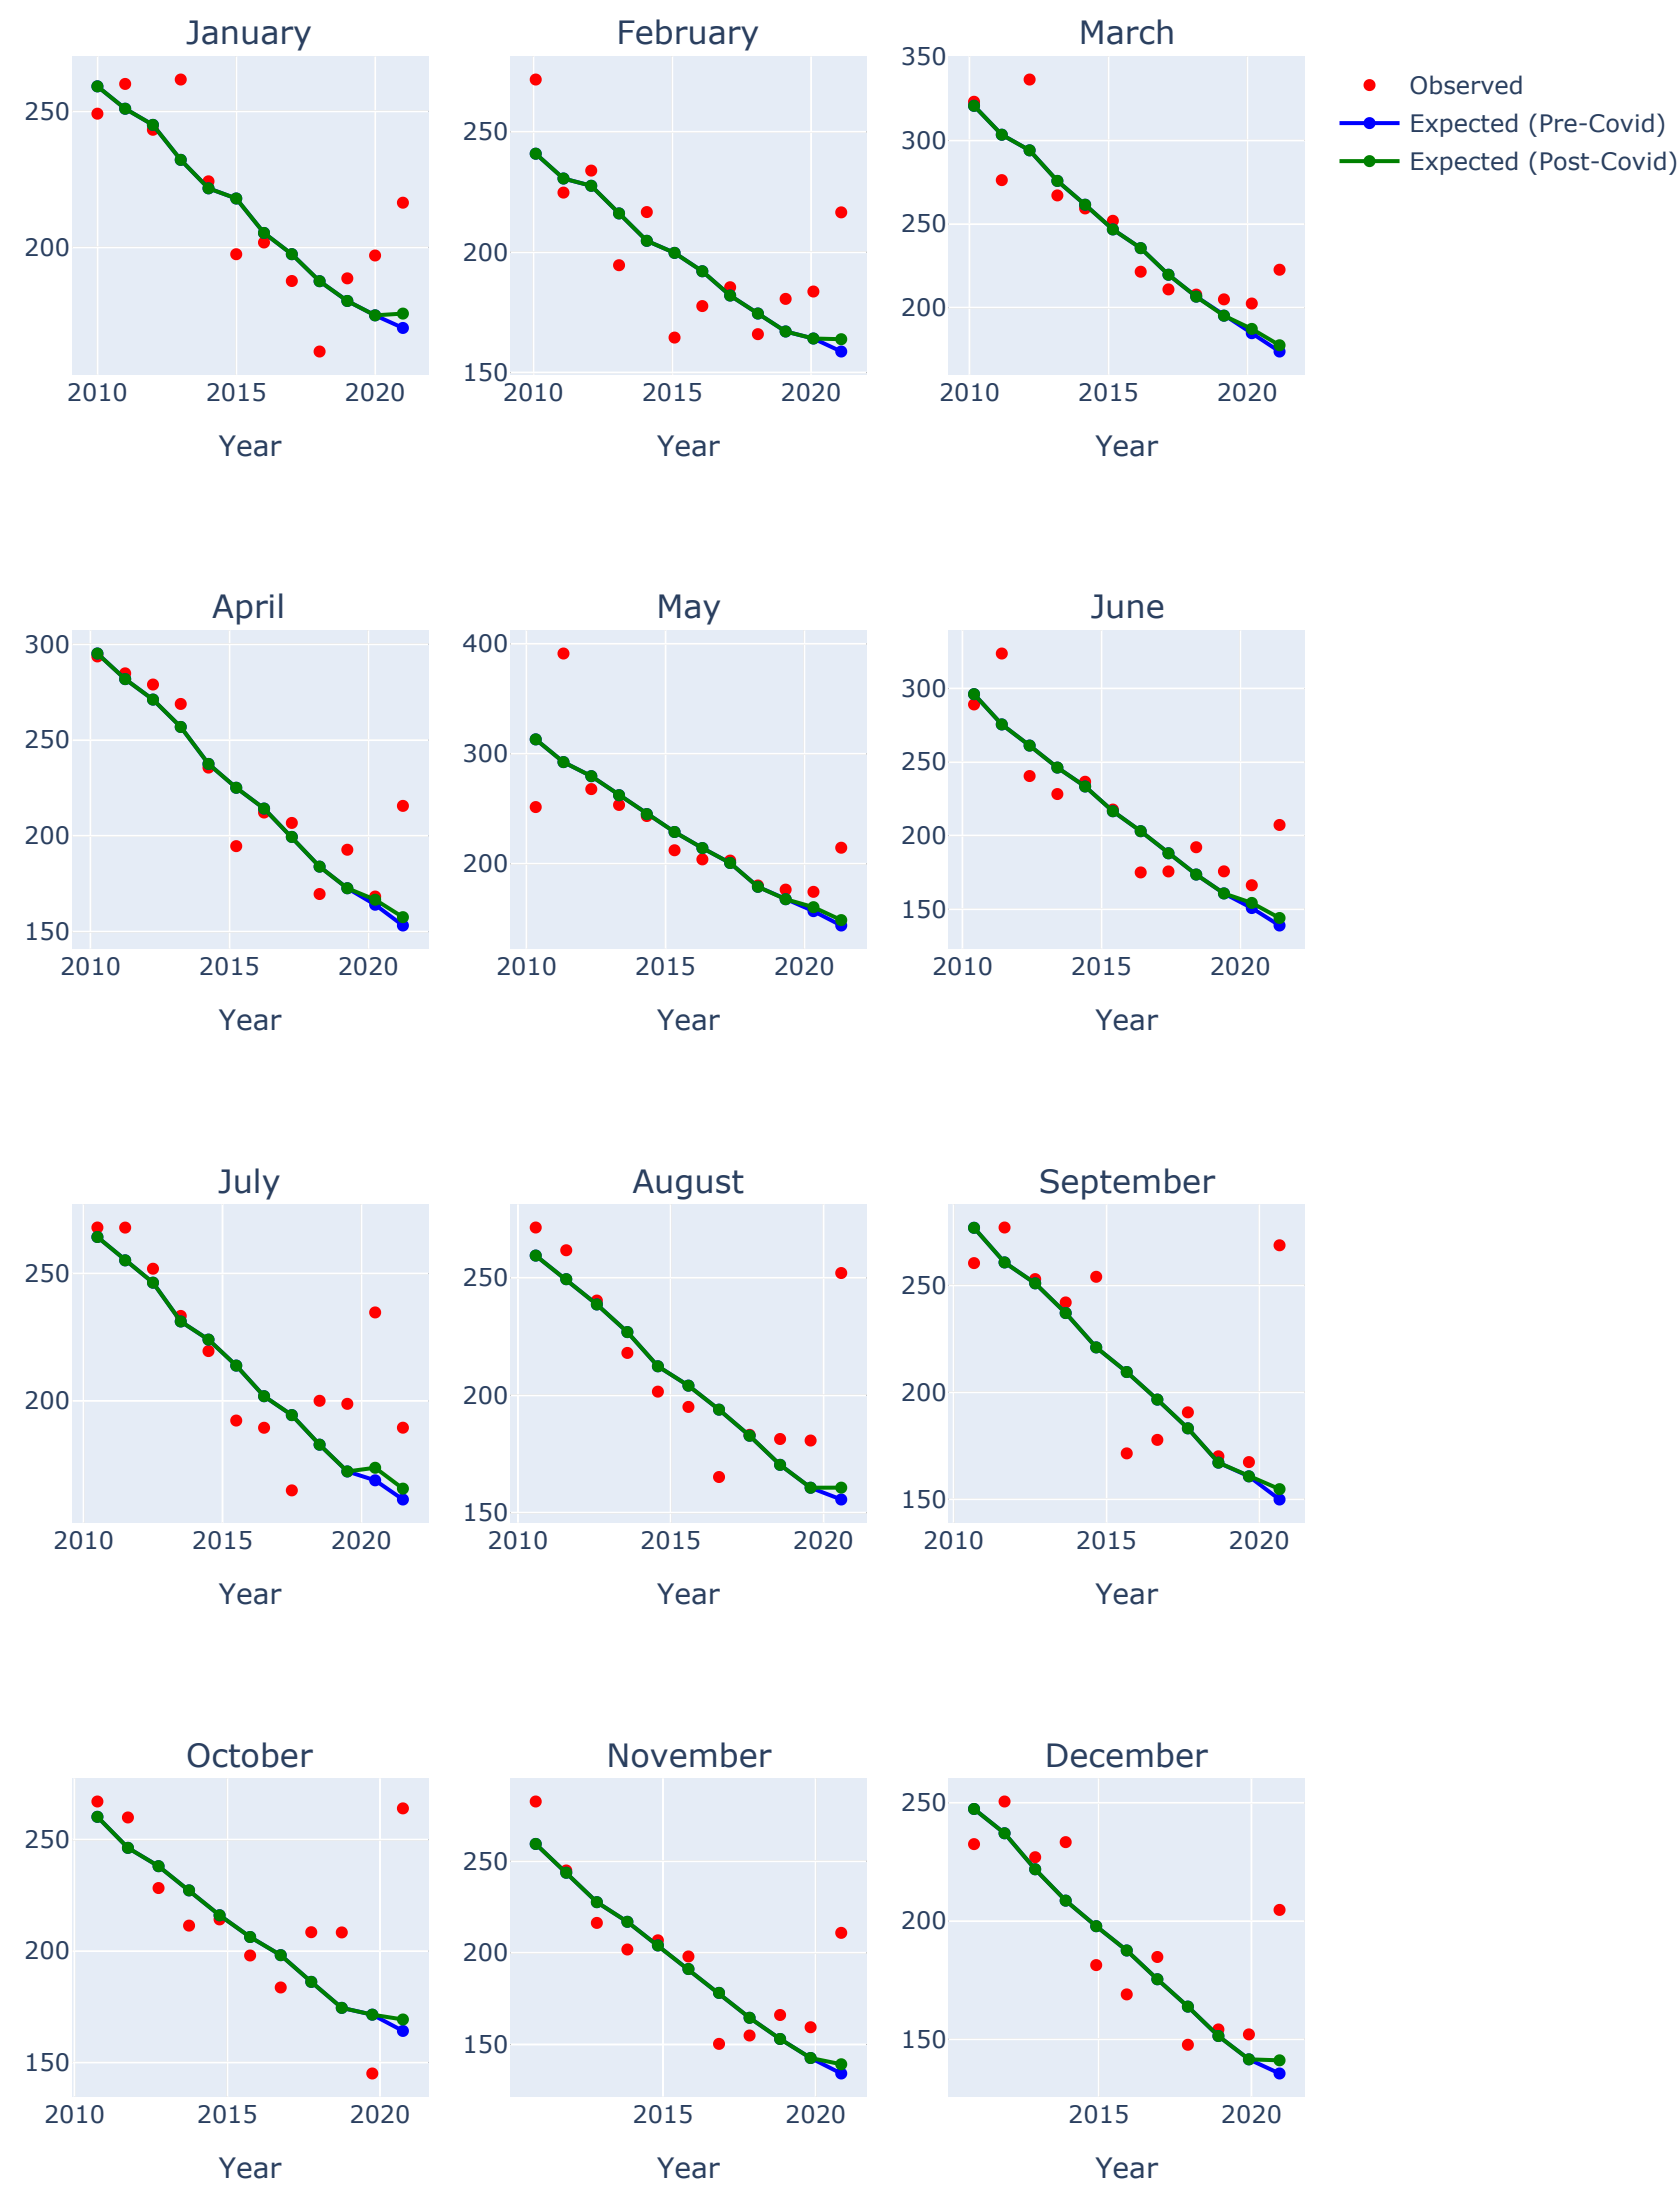 January
February
March
250
200
2010
2015
2020
Year
250
200
150
2010
2015
2020
Year
350
300
250
200
2010
2015
2020
Year
Observed
Expected (Pre-Covid)
Expected (Post-Covid)
April
May
June
300
250
200
150
2010
2015
2020
Year
400
300
200
2010
2015
2020
Year
300
250
200
150
2010
2015
2020
Year
July
August
September
250
200
2010
2015
2020
Year
250
200
150
2010
2015
2020
Year
250
200
150
2010
2015
2020
Year
October
November
December
250
200
150
2010
2015
2020
Year
250
200
150
2015
2020
Year
250
200
150
2015
2020
Year